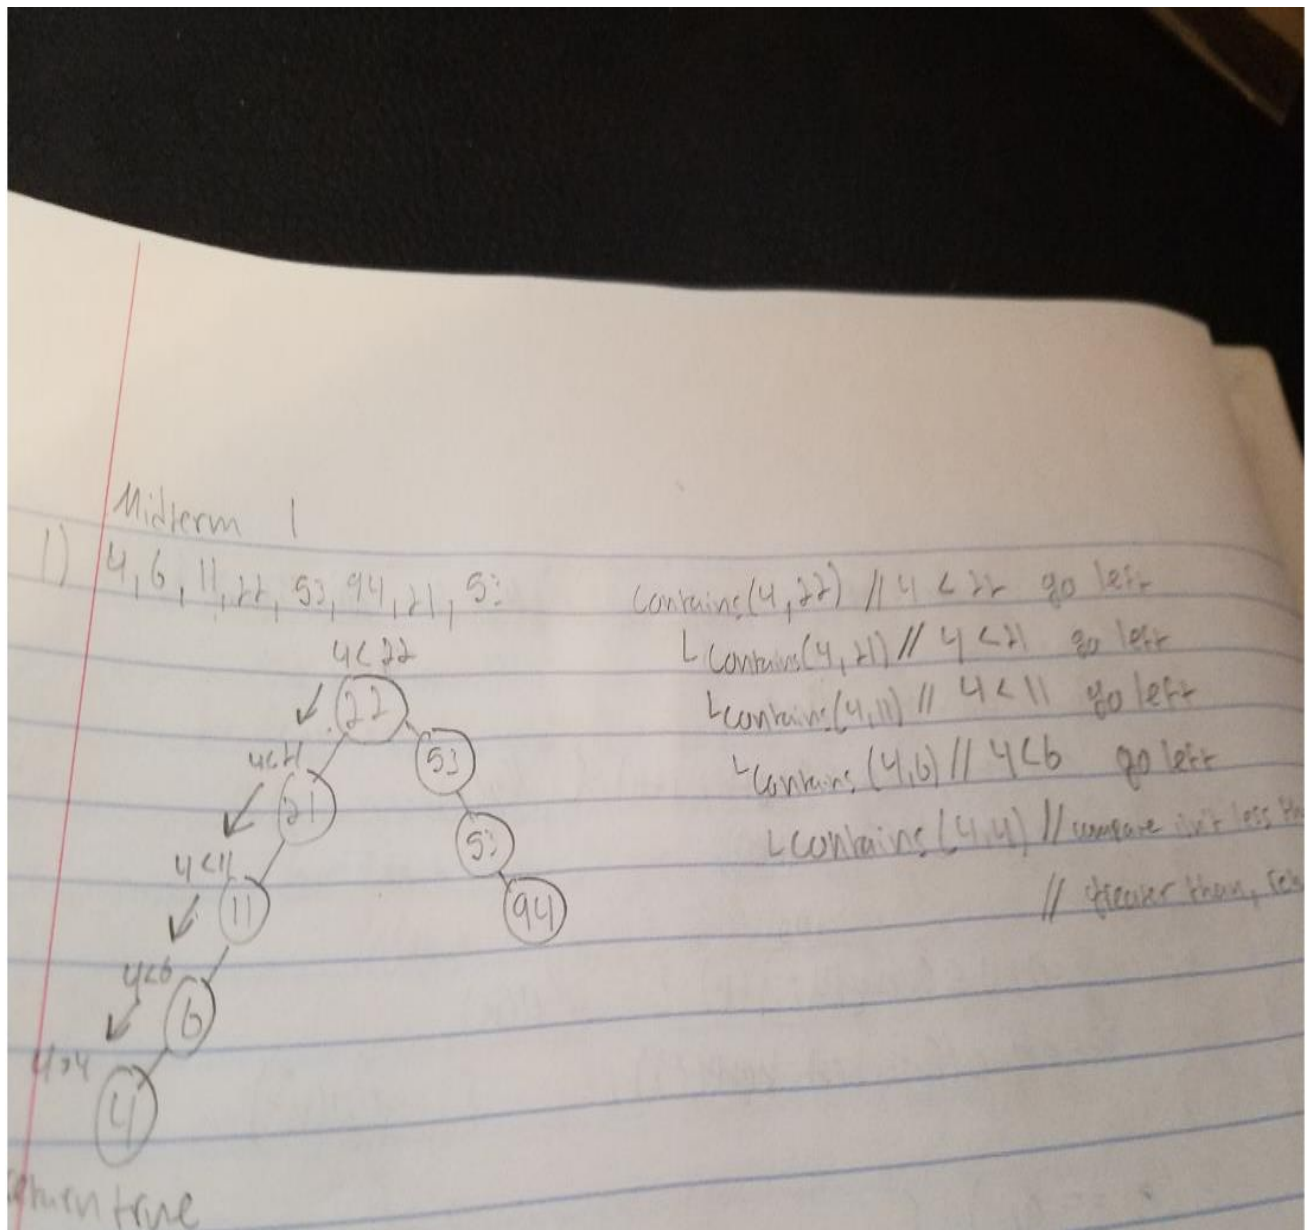 Midterm 1
1) 4, 6, 11, 22, 53, 94, 21, 53
4<22
22
53
4<21
21
53
4<11
11
94
4<6
6
4>4
4
return true
contains(4,22) // 4 < 22 go left
contains(4,21) // 4 < 21 go left
contains(4,11) // 4 < 11 go left
contains(4,6) // 4<6 go left
contains(4,4) // compare isn't less
// greater than,